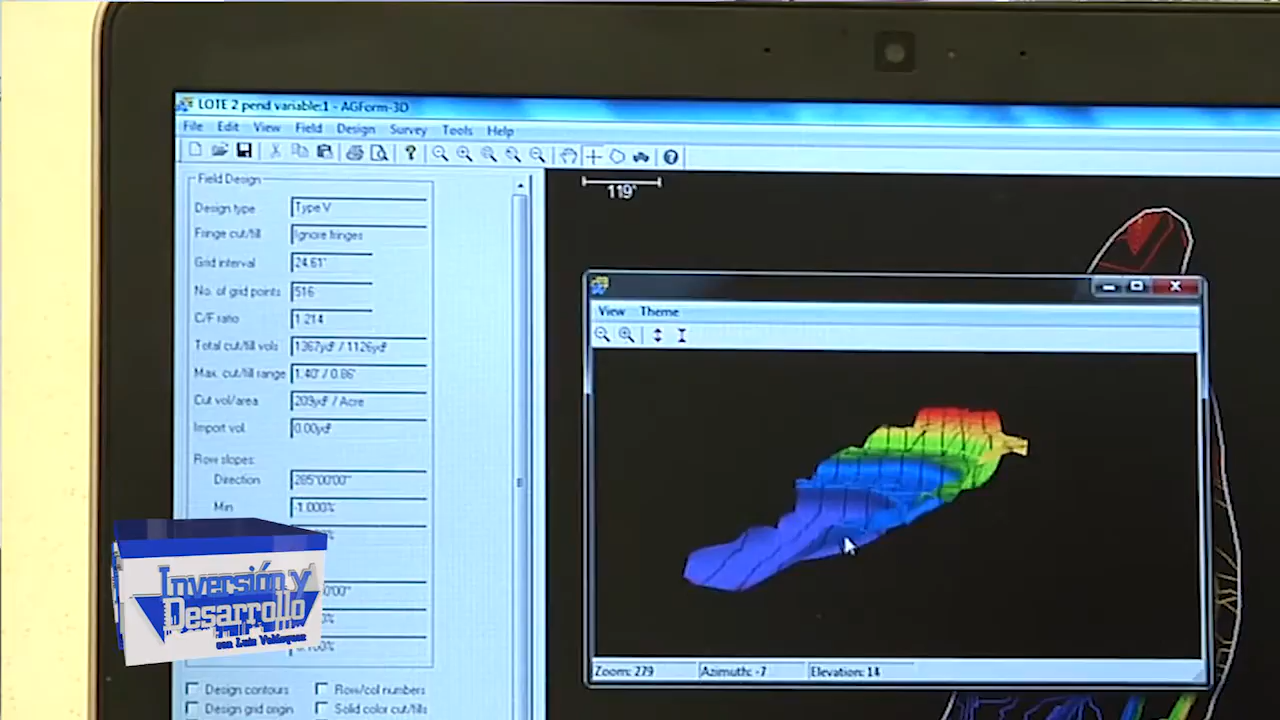 LOTE 2 pend variable:1 - AGForm-3D
File Edit View Field Design Survey Tools Help
119'
Field Design
Design type Type V
Fringe cut/fill Ignore fringes
Grid interval 24.61'
No. of grid points 516
C/F ratio 1.214
Total cut/fill vols 1367yd³ / 1126yd³
Max. cut/fill range 1.40' / 0.86'
Cut vol/area 209yd³ / Acre
Import vol. 0.00yd³
Row slopes:
Direction 285°00'00"
Min -1.000%
Design contours Row/col numbers
Design grid origin Solid color cut/fills
View Theme
Zoom: 279 Azimuth: -7 Elevation: 14
Inversión y
Desarrollo
con Luis Velásquez